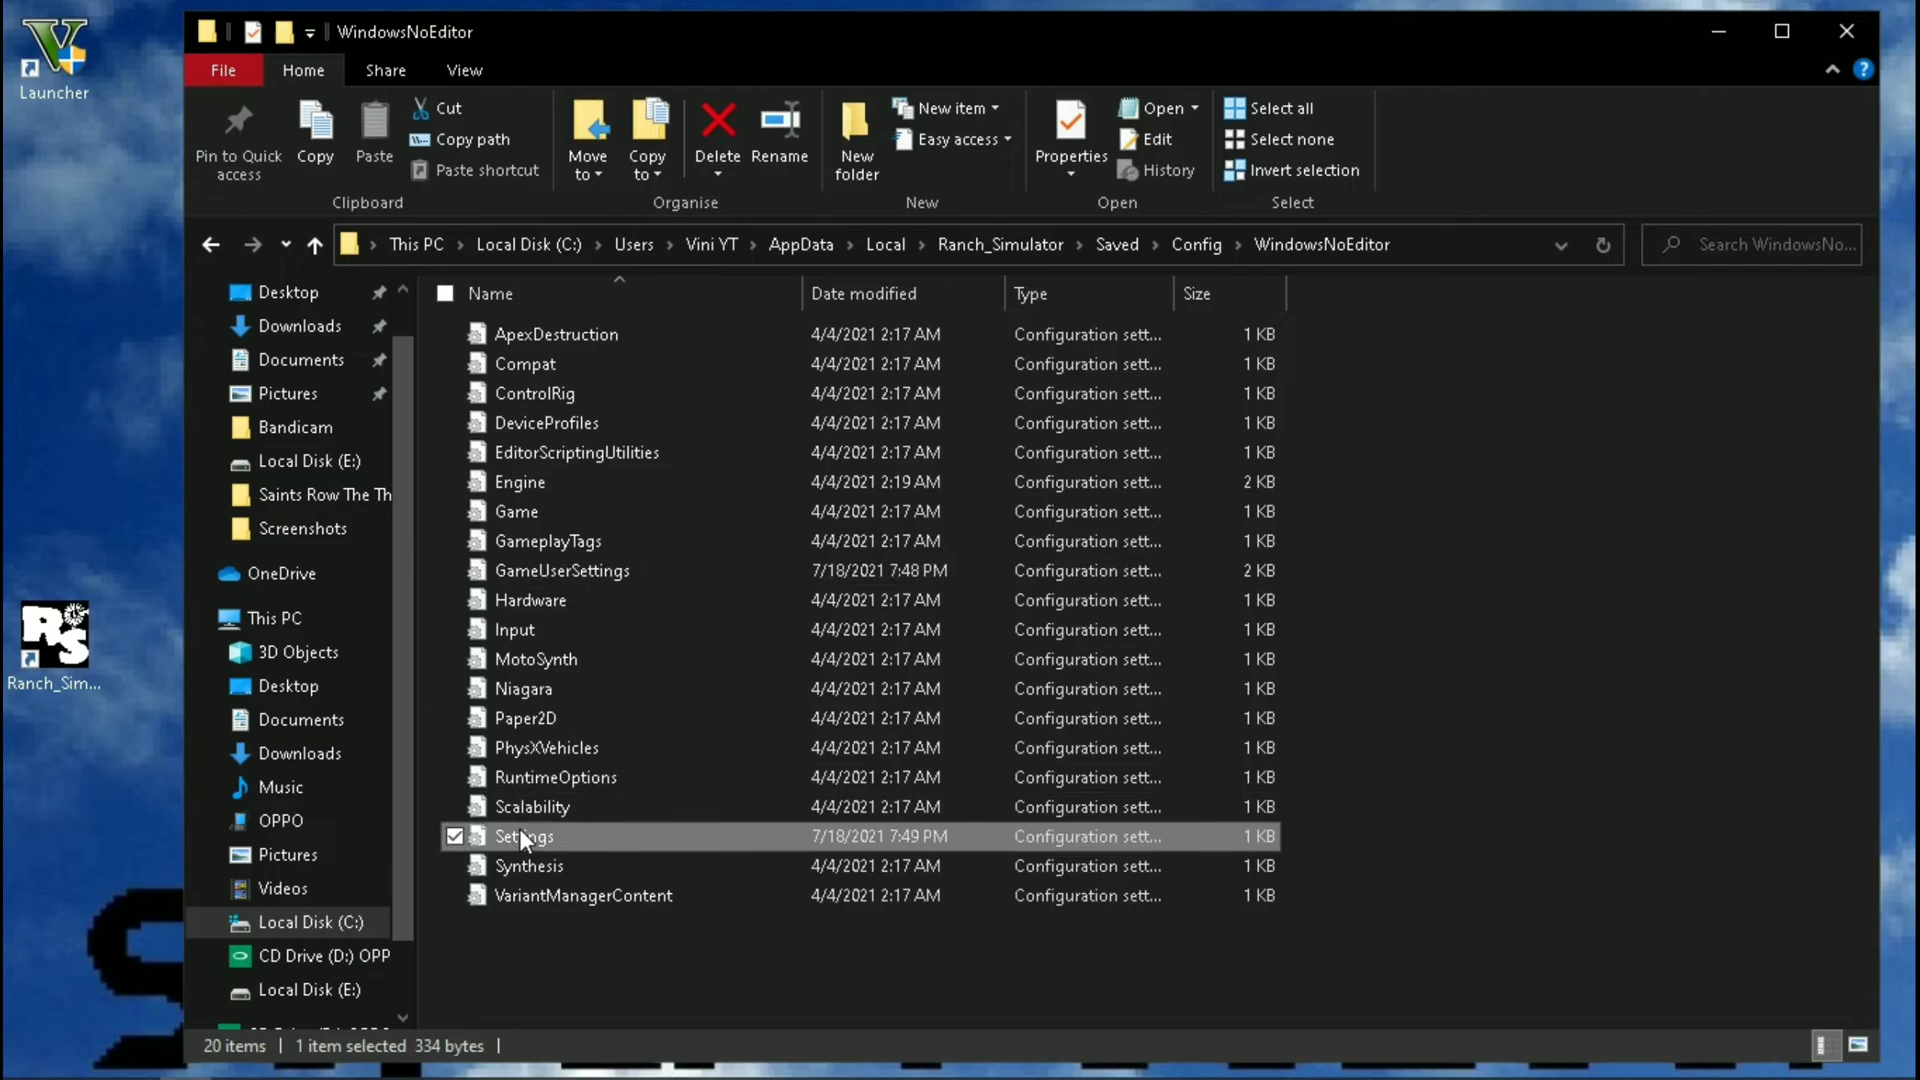 WindowsNoEditor
Launcher
File Home Share View
Pin to Quick access
Copy
Paste
Cut
Copy path
Paste shortcut
Move to
Copy to
Delete
Rename
New folder
New item
Easy access
Properties
Open
Edit
History
Select all
Select none
Invert selection
Clipboard Organise New Open Select
This PC Local Disk (C:) Users Vini YT AppData Local Ranch_Simulator Saved Config WindowsNoEditor
Search WindowsNo...
Desktop
Downloads
Documents
Pictures
Bandicam
Local Disk (E:)
Saints Row The Th
Screenshots
OneDrive
This PC
3D Objects
Desktop
Documents
Downloads
Music
OPPO
Pictures
Videos
Local Disk (C:)
CD Drive (D:) OPP
Local Disk (E:)
RS
Ranch_Sim...
Name Date modified Type Size
ApexDestruction 4/4/2021 2:17 AM Configuration sett... 1 KB
Compat 4/4/2021 2:17 AM Configuration sett... 1 KB
ControlRig 4/4/2021 2:17 AM Configuration sett... 1 KB
DeviceProfiles 4/4/2021 2:17 AM Configuration sett... 1 KB
EditorScriptingUtilities 4/4/2021 2:17 AM Configuration sett... 1 KB
Engine 4/4/2021 2:19 AM Configuration sett... 2 KB
Game 4/4/2021 2:17 AM Configuration sett... 1 KB
GameplayTags 4/4/2021 2:17 AM Configuration sett... 1 KB
GameUserSettings 7/18/2021 7:48 PM Configuration sett... 2 KB
Hardware 4/4/2021 2:17 AM Configuration sett... 1 KB
Input 4/4/2021 2:17 AM Configuration sett... 1 KB
MotoSynth 4/4/2021 2:17 AM Configuration sett... 1 KB
Niagara 4/4/2021 2:17 AM Configuration sett... 1 KB
Paper2D 4/4/2021 2:17 AM Configuration sett... 1 KB
PhysXVehicles 4/4/2021 2:17 AM Configuration sett... 1 KB
RuntimeOptions 4/4/2021 2:17 AM Configuration sett... 1 KB
Scalability 4/4/2021 2:17 AM Configuration sett... 1 KB
Settings 7/18/2021 7:49 PM Configuration sett... 1 KB
Synthesis 4/4/2021 2:17 AM Configuration sett... 1 KB
VariantManagerContent 4/4/2021 2:17 AM Configuration sett... 1 KB
20 items 1 item selected 334 bytes